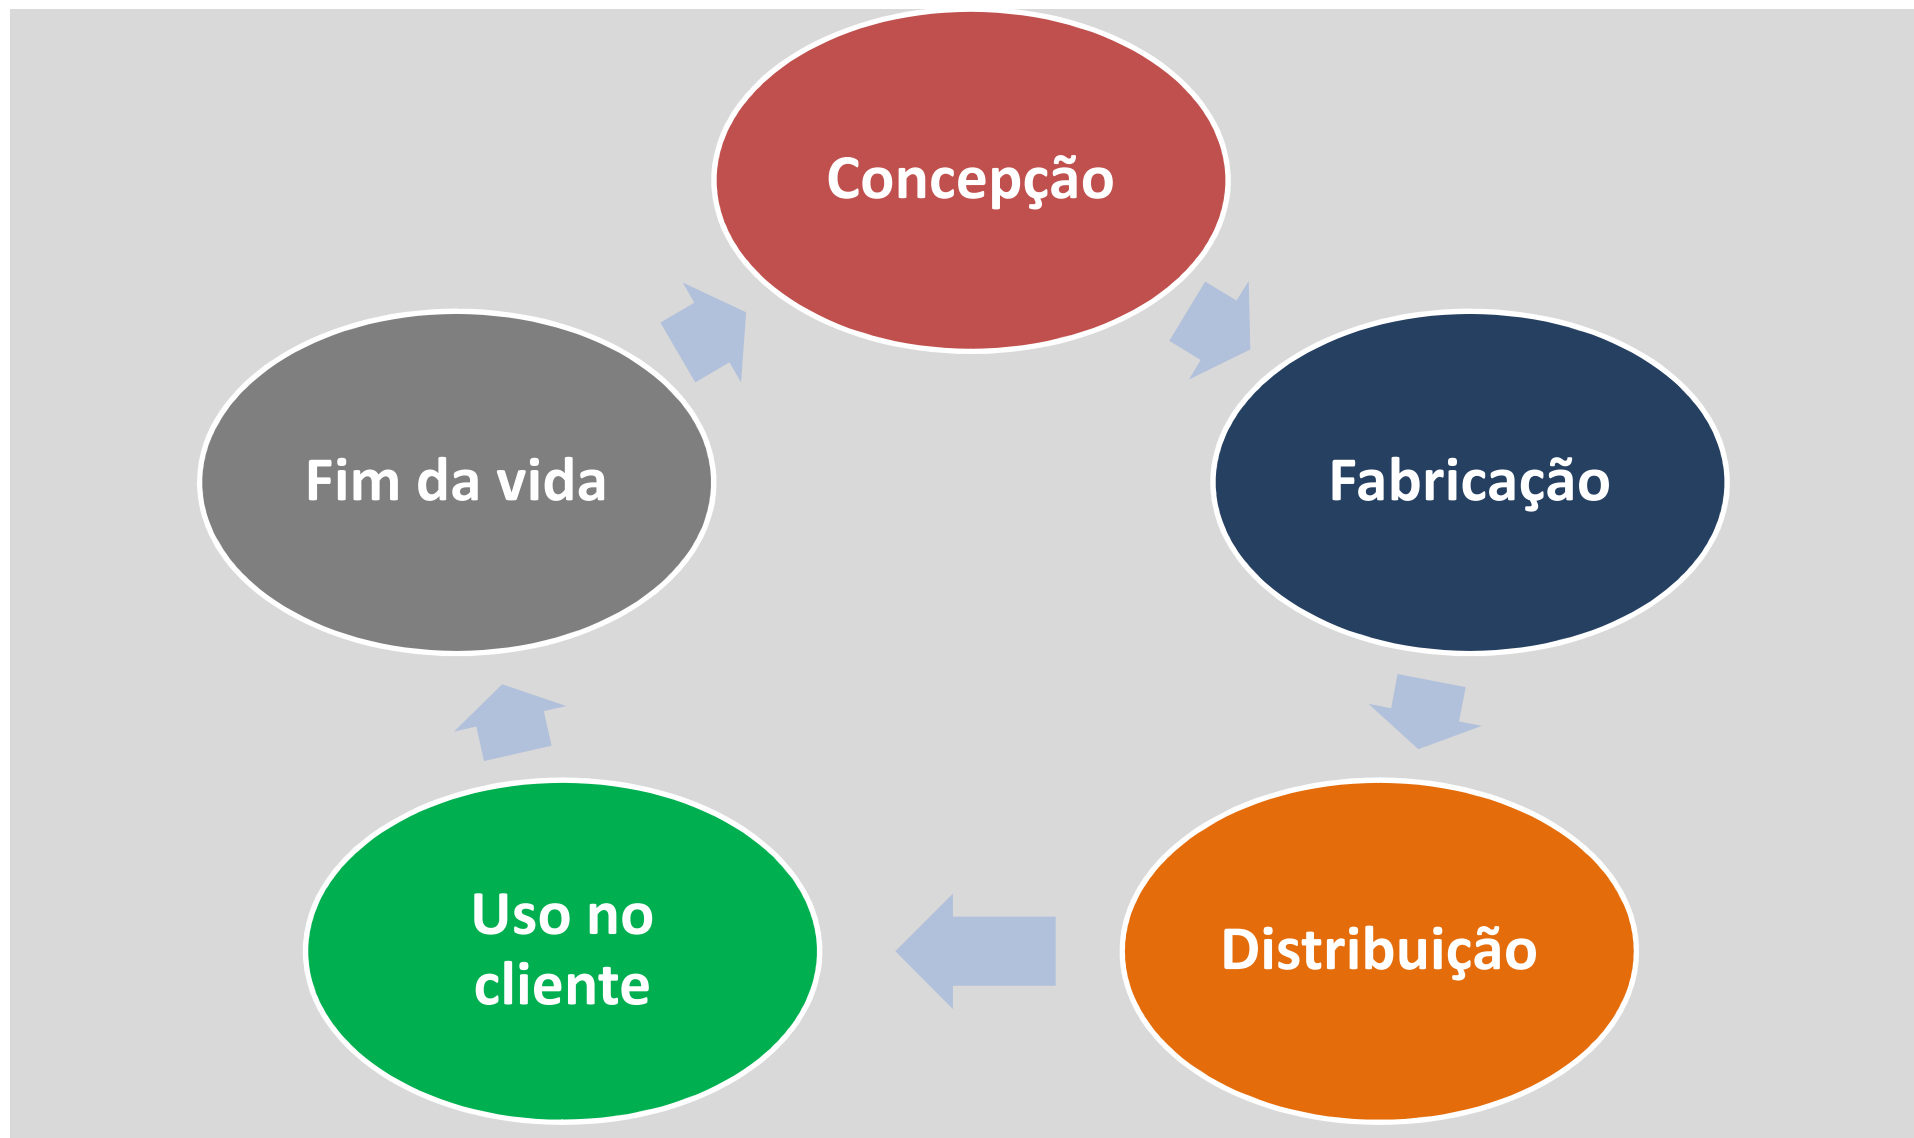 Concepção
Fabricação
Distribuição
Uso no
cliente
Fim da vida